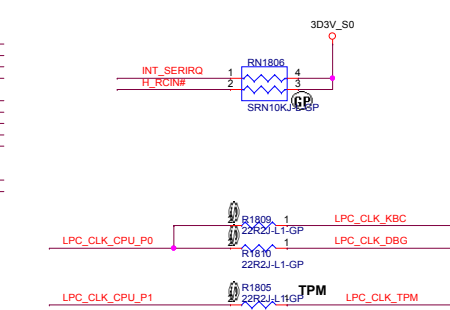 3D3V_S0
RN1806
INT_SERIRQ 1 4
H_RCIN# 2 3
SRN10KJ-L-GP
GP
R1809 1 LPC_CLK_KBC
22R2J-L1-GP
LPC_CLK_CPU_P0 1 LPC_CLK_DBG
R1810
22R2J-L1-GP
R1805 TPM
LPC_CLK_CPU_P1 22R2J-L1-GP LPC_CLK_TPM